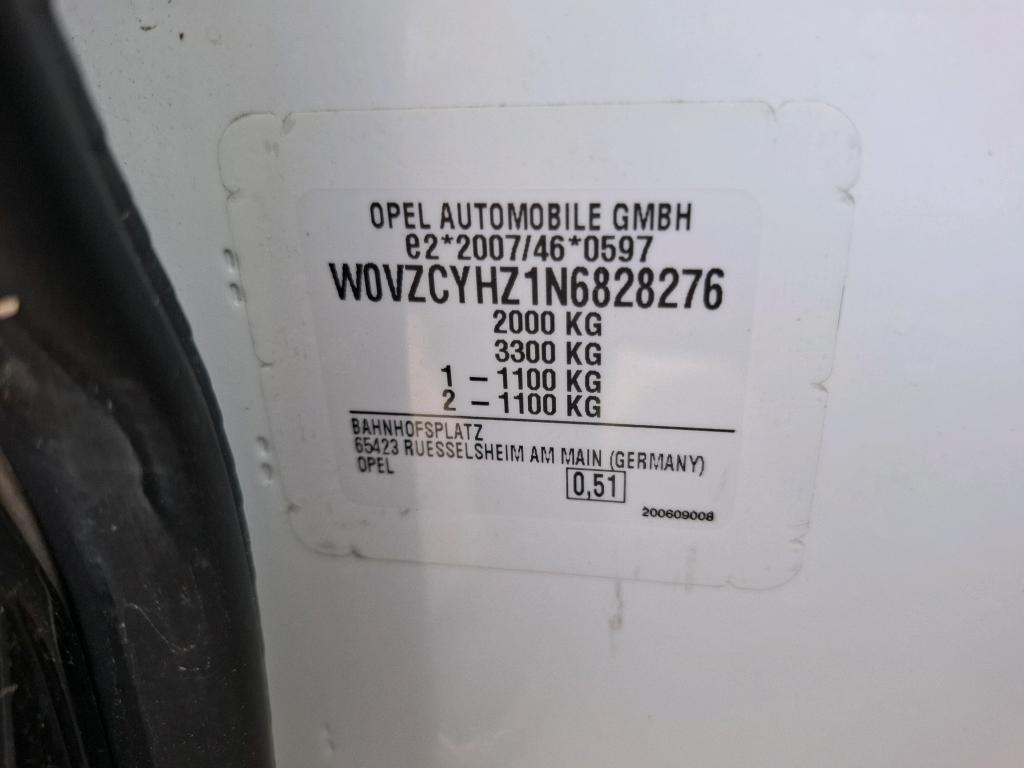 OPEL AUTOMOBILE GMBH
e2*2007/46*0597
W0VZCYHZ1N6828276
2000 KG
3300 KG
1 – 1100 KG
2 – 1100 KG
BAHNHOFSPLATZ
65423 RUESSELSHEIM AM MAIN (GERMANY)
OPEL
0,51
200609008